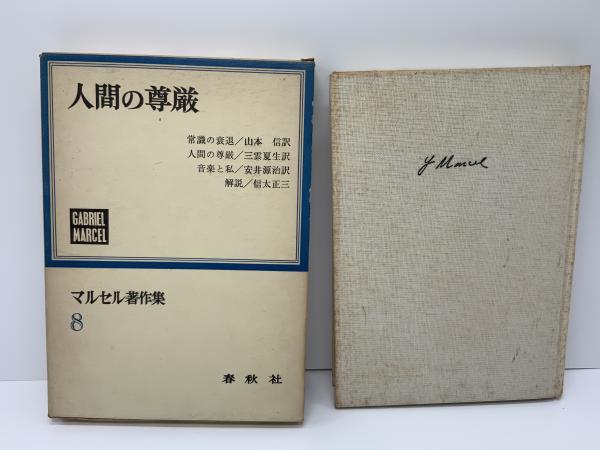 人間の尊厳
常識の衰退/山本 信訳
人間の尊厳/三雲夏生訳
音楽と私/安井源治訳
解説/信太正三
GABRIEL
MARCEL
マルセル著作集
8
春秋社
G Marcel